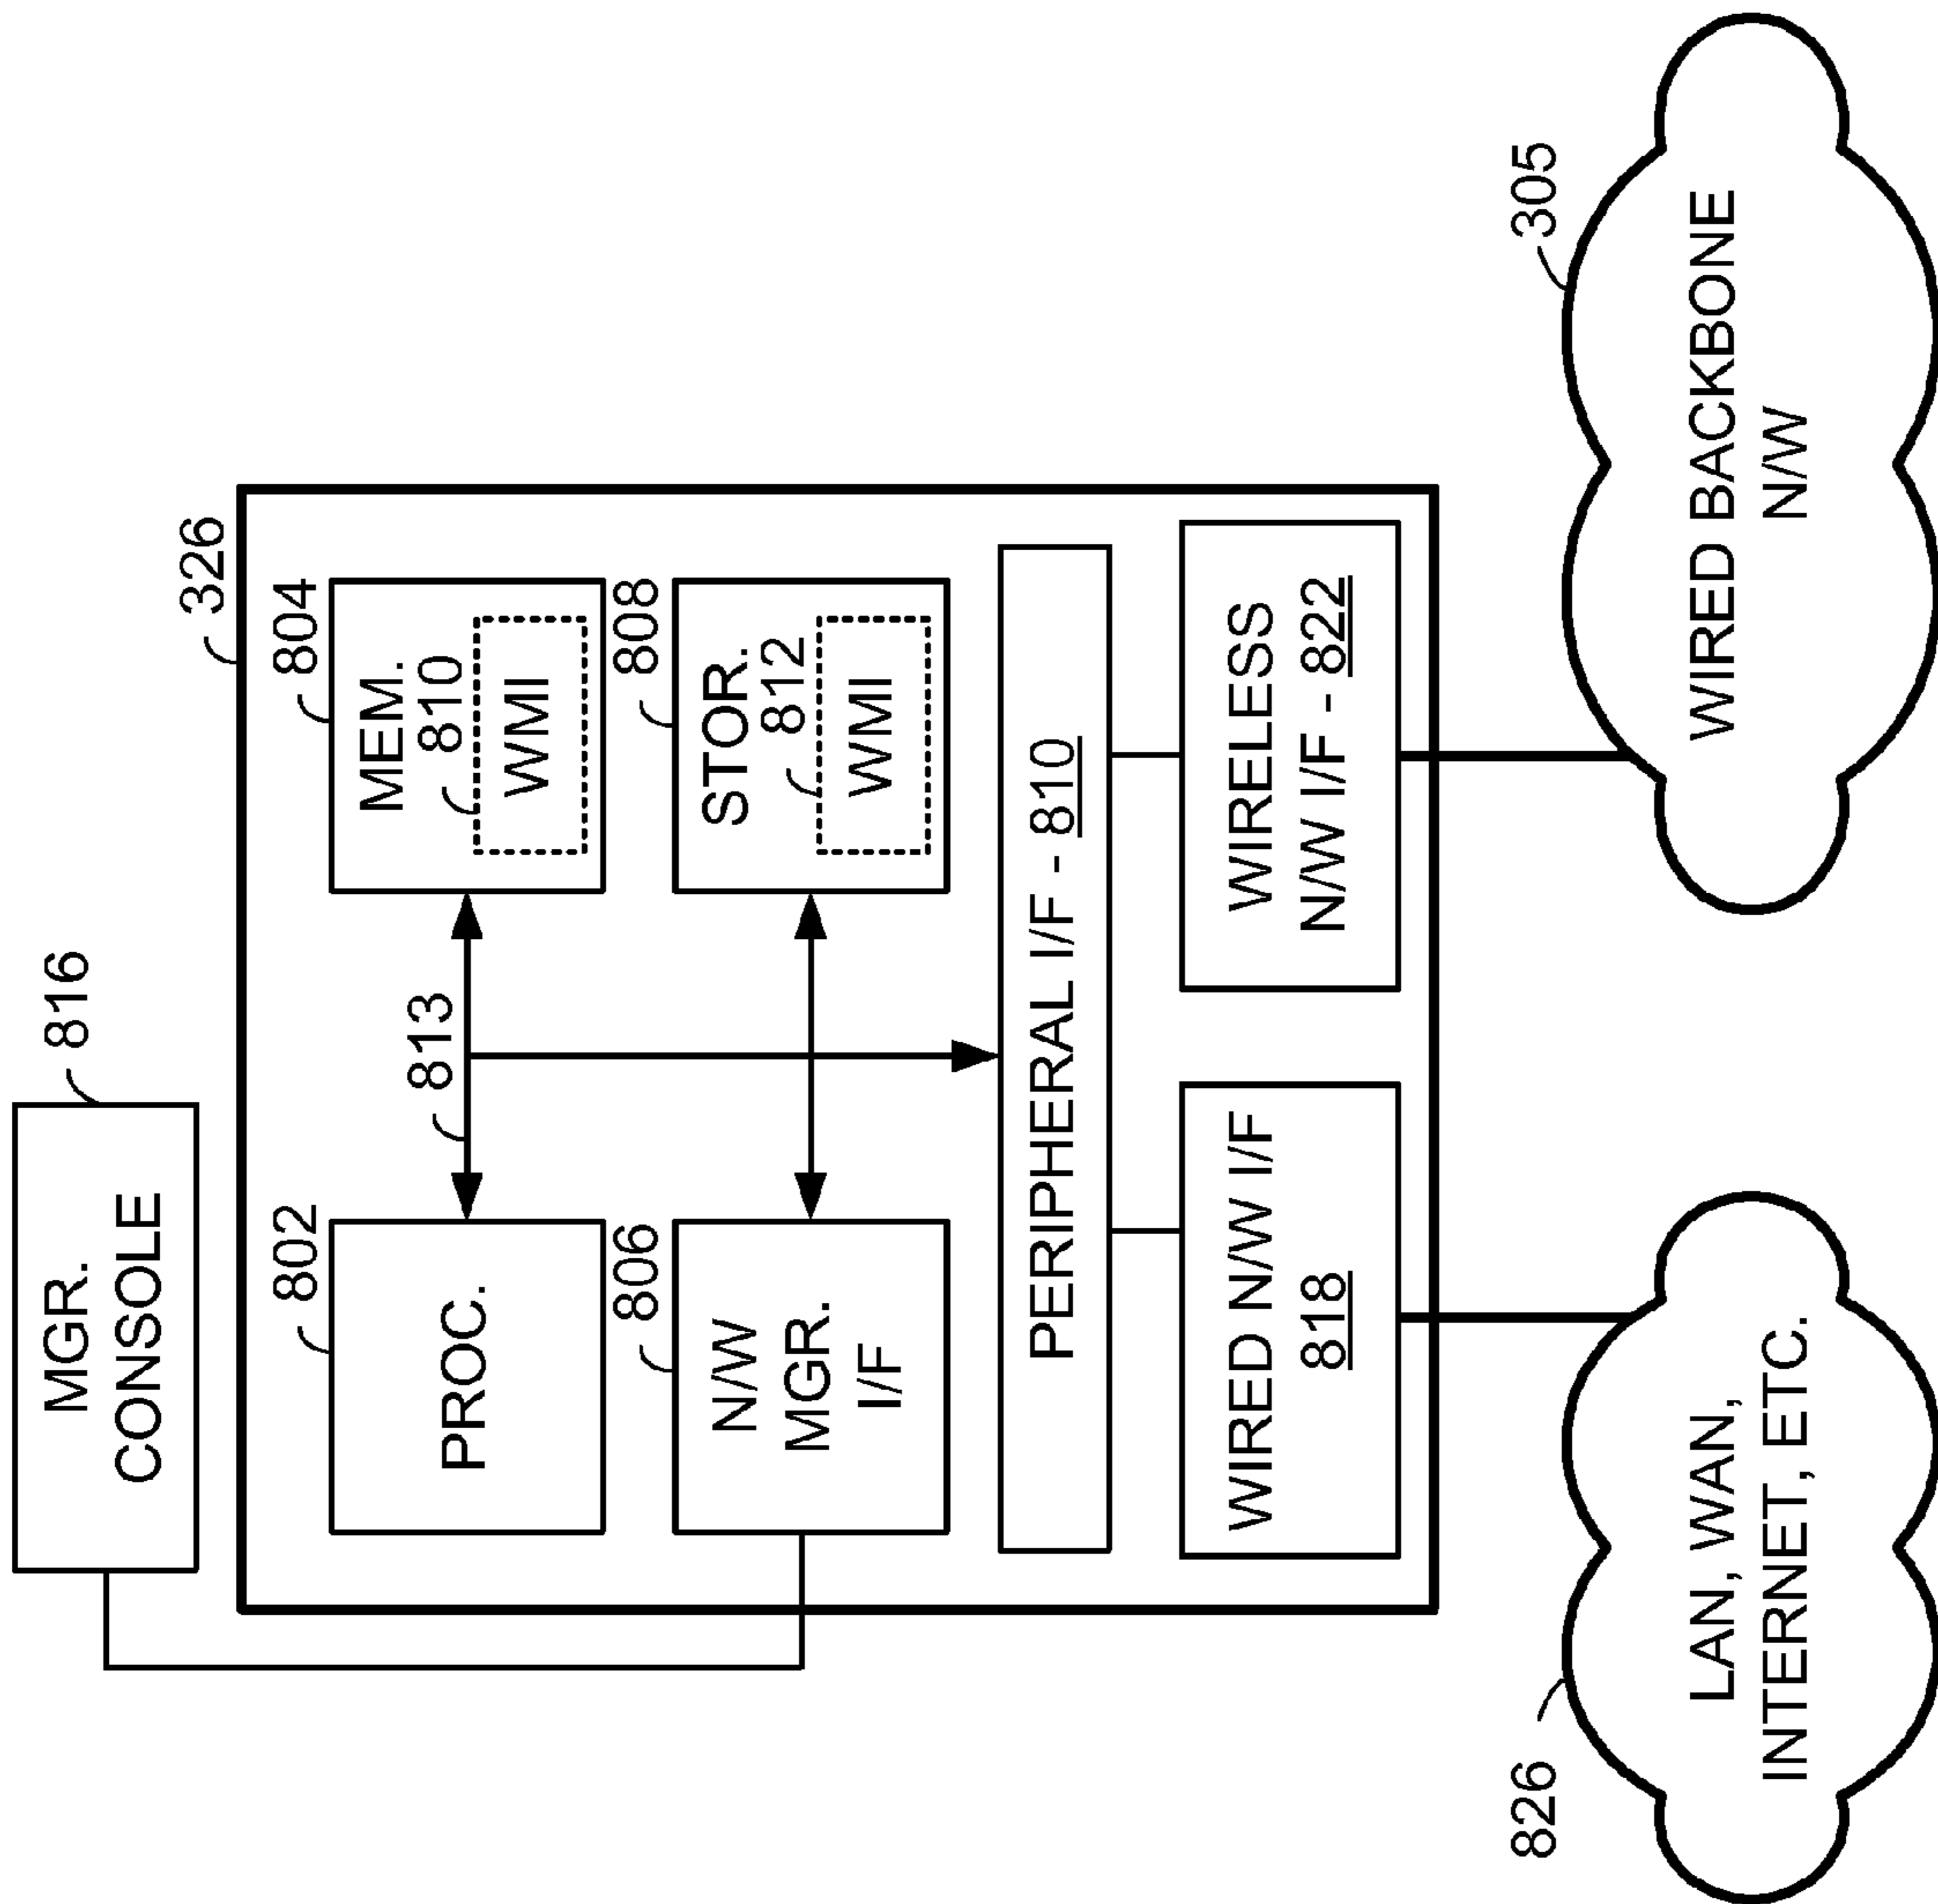 MGR.
CONSOLE
816
326
802
PROC.
813
804
MEM.
810
WMI
806
N/W
MGR.
I/F
808
STOR.
812
WMI
PERIPHERAL I/F - 810
WIRED N/W I/F
818
WIRELESS
N/W I/F - 822
826
LAN, WAN,
INTERNET, ETC.
305
WIRED BACKBONE
N/W